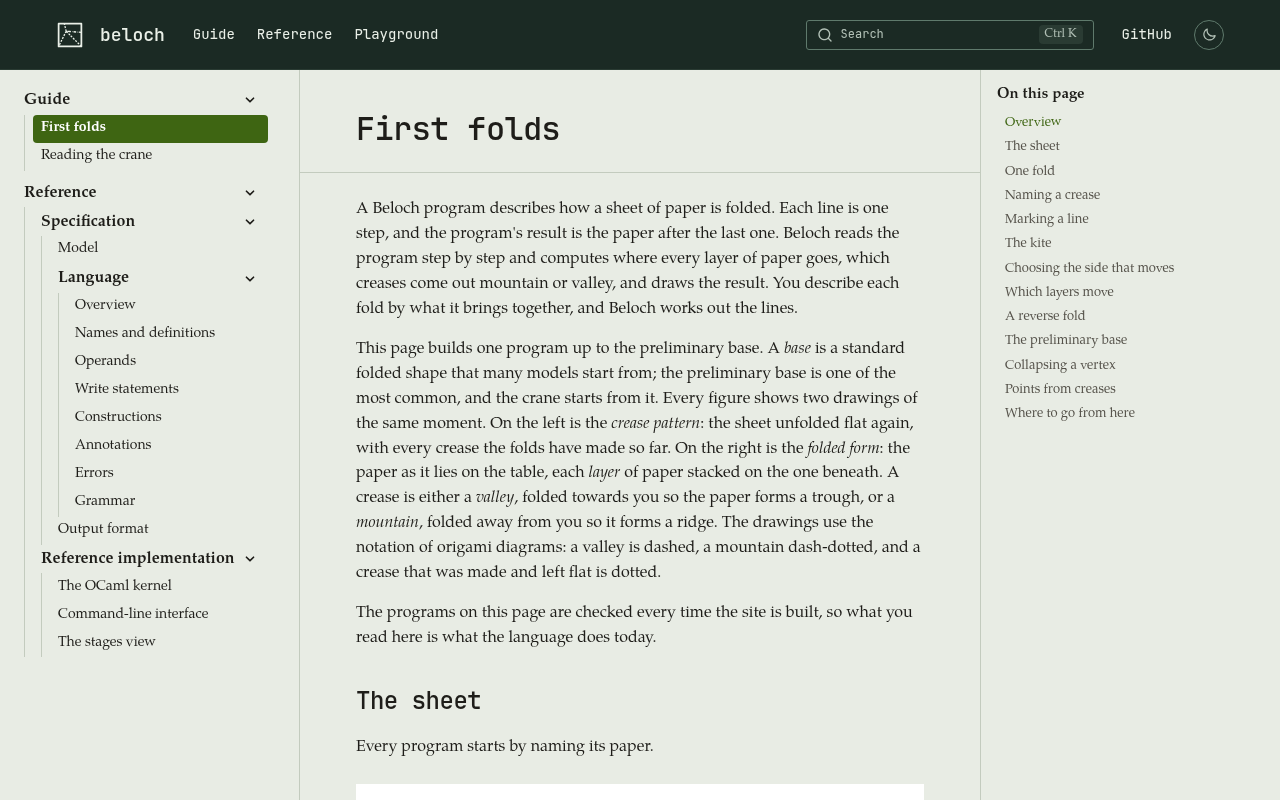 beloch
Guide
Reference
Playground
Search
Ctrl K
GitHub
Guide
First folds
Reading the crane
Reference
Specification
Model
Language
Overview
Names and definitions
Operands
Write statements
Constructions
Annotations
Errors
Grammar
Output format
Reference implementation
The OCaml kernel
Command-line interface
The stages view
First folds
A Beloch program describes how a sheet of paper is folded. Each line is one
step, and the program's result is the paper after the last one. Beloch reads the
program step by step and computes where every layer of paper goes, which
creases come out mountain or valley, and draws the result. You describe each
fold by what it brings together, and Beloch works out the lines.
This page builds one program up to the preliminary base. A base is a standard
folded shape that many models start from; the preliminary base is one of the
most common, and the crane starts from it. Every figure shows two drawings of
the same moment. On the left is the crease pattern: the sheet unfolded flat again,
with every crease the folds have made so far. On the right is the folded form: the
paper as it lies on the table, each layer of paper stacked on the one beneath. A
crease is either a valley, folded towards you so the paper forms a trough, or a
mountain, folded away from you so it forms a ridge. The drawings use the
notation of origami diagrams: a valley is dashed, a mountain dash-dotted, and a
crease that was made and left flat is dotted.
The programs on this page are checked every time the site is built, so what you
read here is what the language does today.
The sheet
Every program starts by naming its paper.
On this page
Overview
The sheet
One fold
Naming a crease
Marking a line
The kite
Choosing the side that moves
Which layers move
A reverse fold
The preliminary base
Collapsing a vertex
Points from creases
Where to go from here